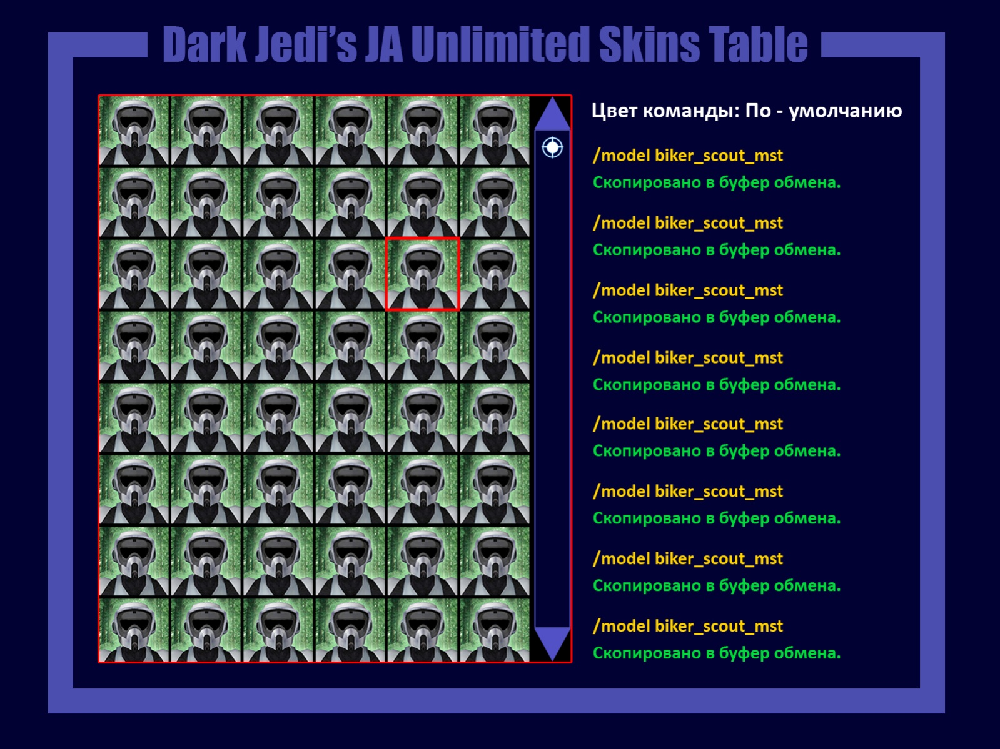 Dark Jedi’s JA Unlimited Skins Table
Цвет команды: По - умолчанию
/model biker_scout_mst
Скопировано в буфер обмена.
/model biker_scout_mst
Скопировано в буфер обмена.
/model biker_scout_mst
Скопировано в буфер обмена.
/model biker_scout_mst
Скопировано в буфер обмена.
/model biker_scout_mst
Скопировано в буфер обмена.
/model biker_scout_mst
Скопировано в буфер обмена.
/model biker_scout_mst
Скопировано в буфер обмена.
/model biker_scout_mst
Скопировано в буфер обмена.